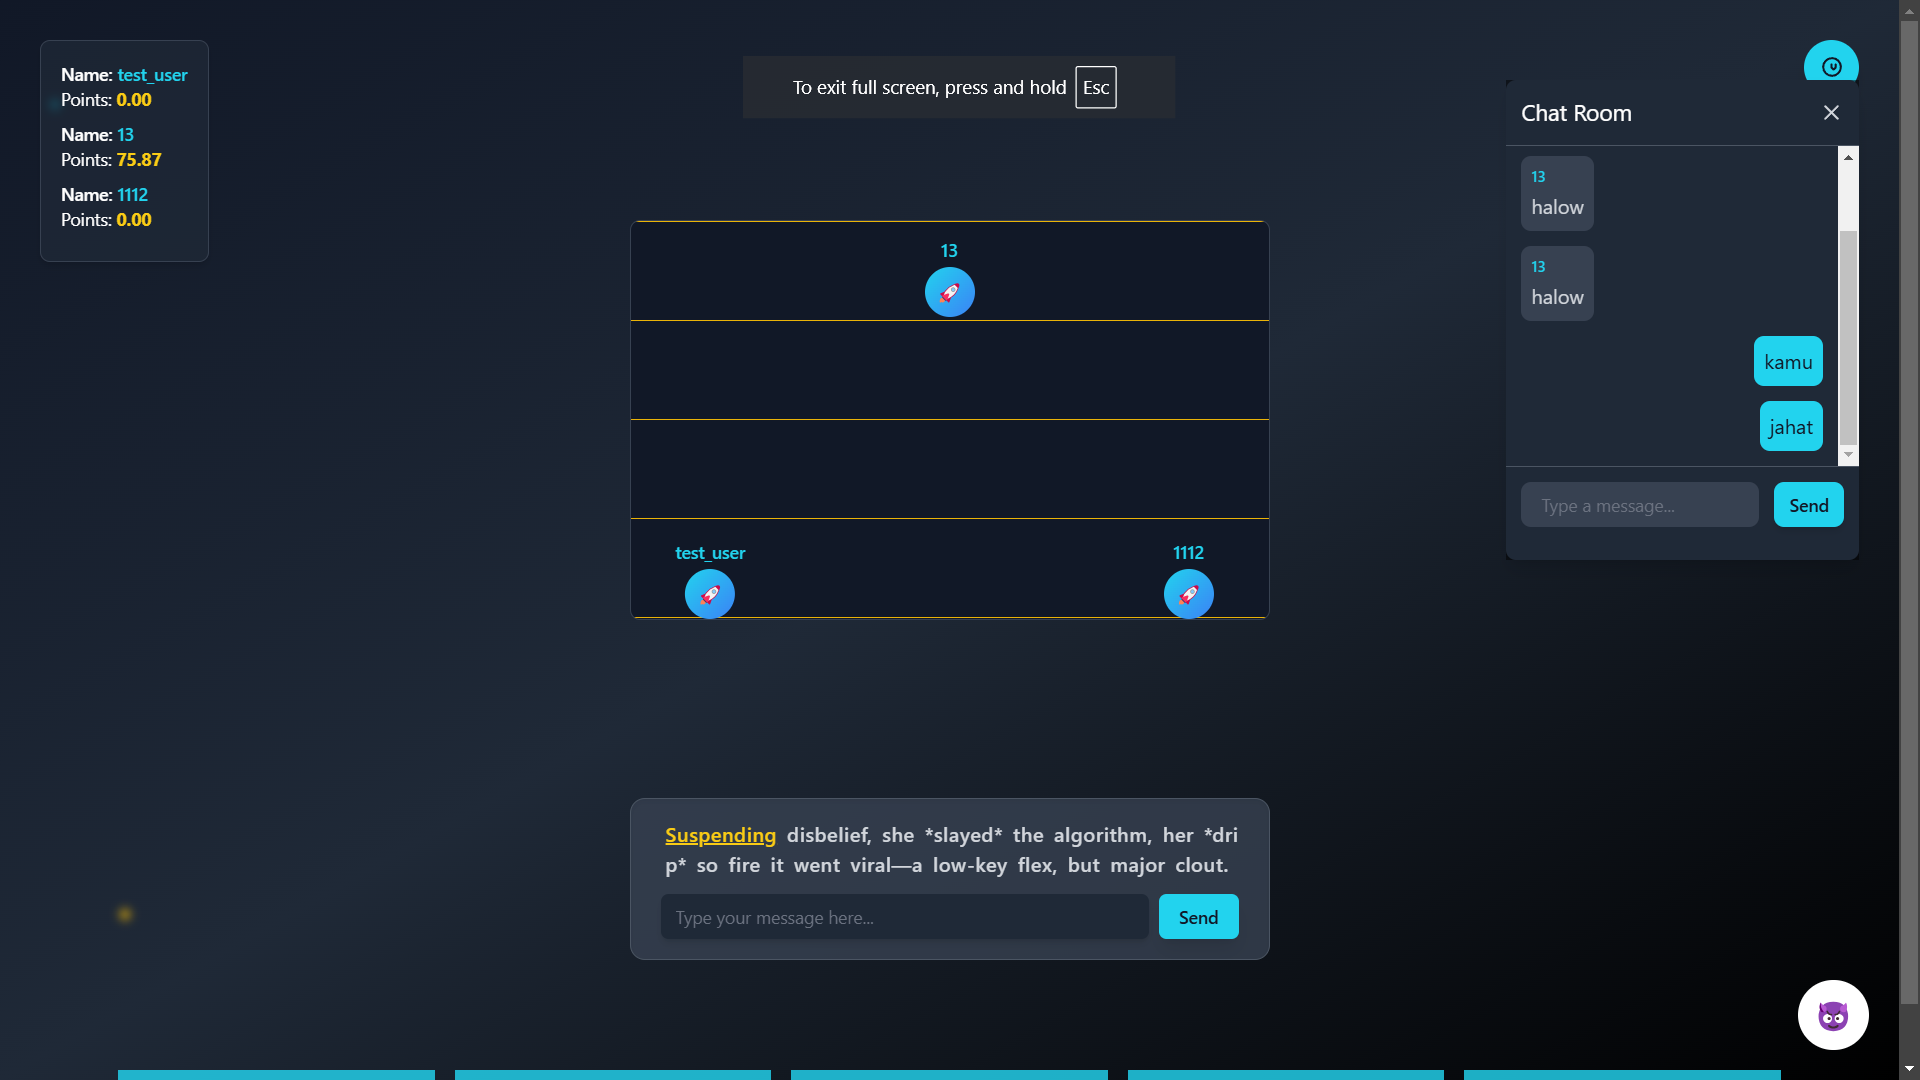 Name: test_user
Points: 0.00
Name: 13
Points: 75.87
Name: 1112
Points: 0.00
To exit full screen, press and hold Esc
13
test_user
1112
Suspending disbelief, she *slayed* the algorithm, her *dri
p* so fire it went viral—a low-key flex, but major clout.
Type your message here...
Send
Chat Room
13
halow
13
halow
kamu
jahat
Type a message...
Send